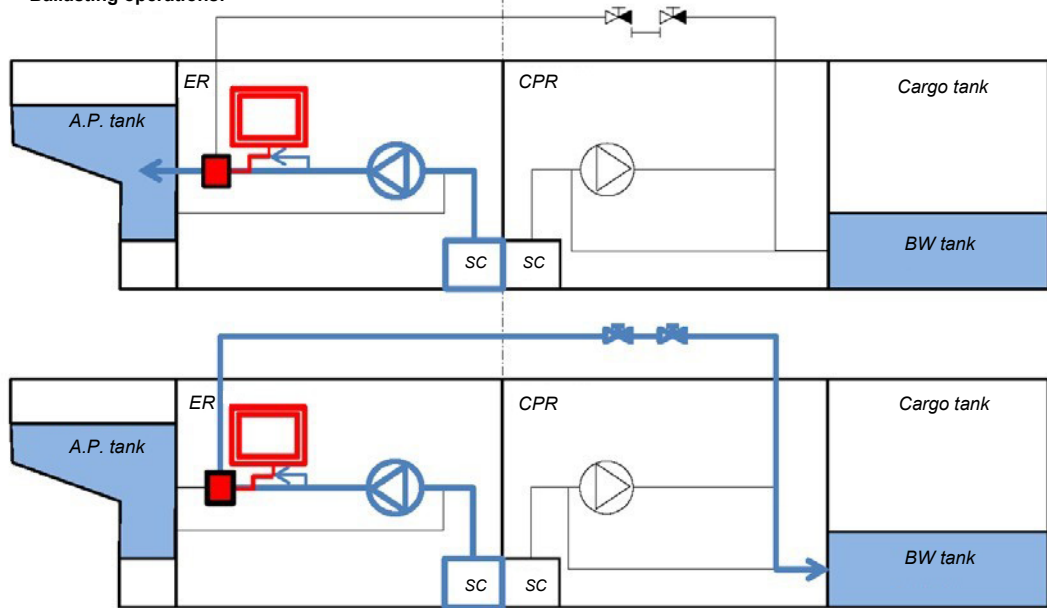 Ballasting operations:
ER
CPR
Cargo tank
A.P. tank
BW tank
SC
SC
ER
CPR
Cargo tank
A.P. tank
BW tank
SC
SC